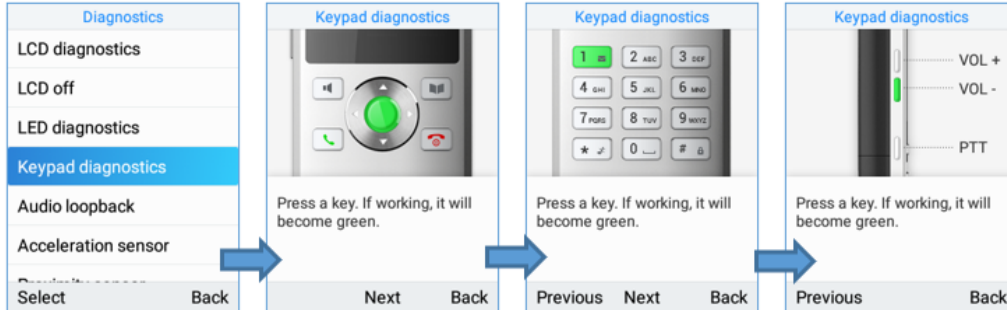 Diagnostics
LCD diagnostics
LCD off
LED diagnostics
Keypad diagnostics
Audio loopback
Acceleration sensor
Select Back
Keypad diagnostics
Press a key. If working, it will
become green.
Next Back
Keypad diagnostics
1
2 ABC
3 DEF
4 GHI
5 JKL
6 MNO
7 PQRS
8 TUV
9 WXYZ
*
0
#
Press a key. If working, it will
become green.
Previous Next Back
Keypad diagnostics
VOL +
VOL -
PTT
Press a key. If working, it will
become green.
Previous Back